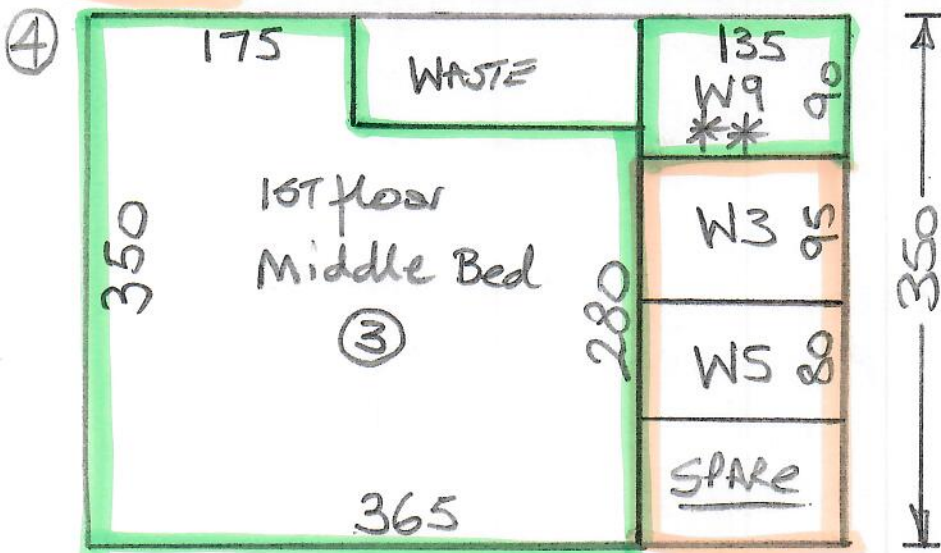 ④
175
WASTE
135
W9
90
**
1ST floor
Middle Bed
③
350
280
365
W3
95
W5
80
SPARE
350